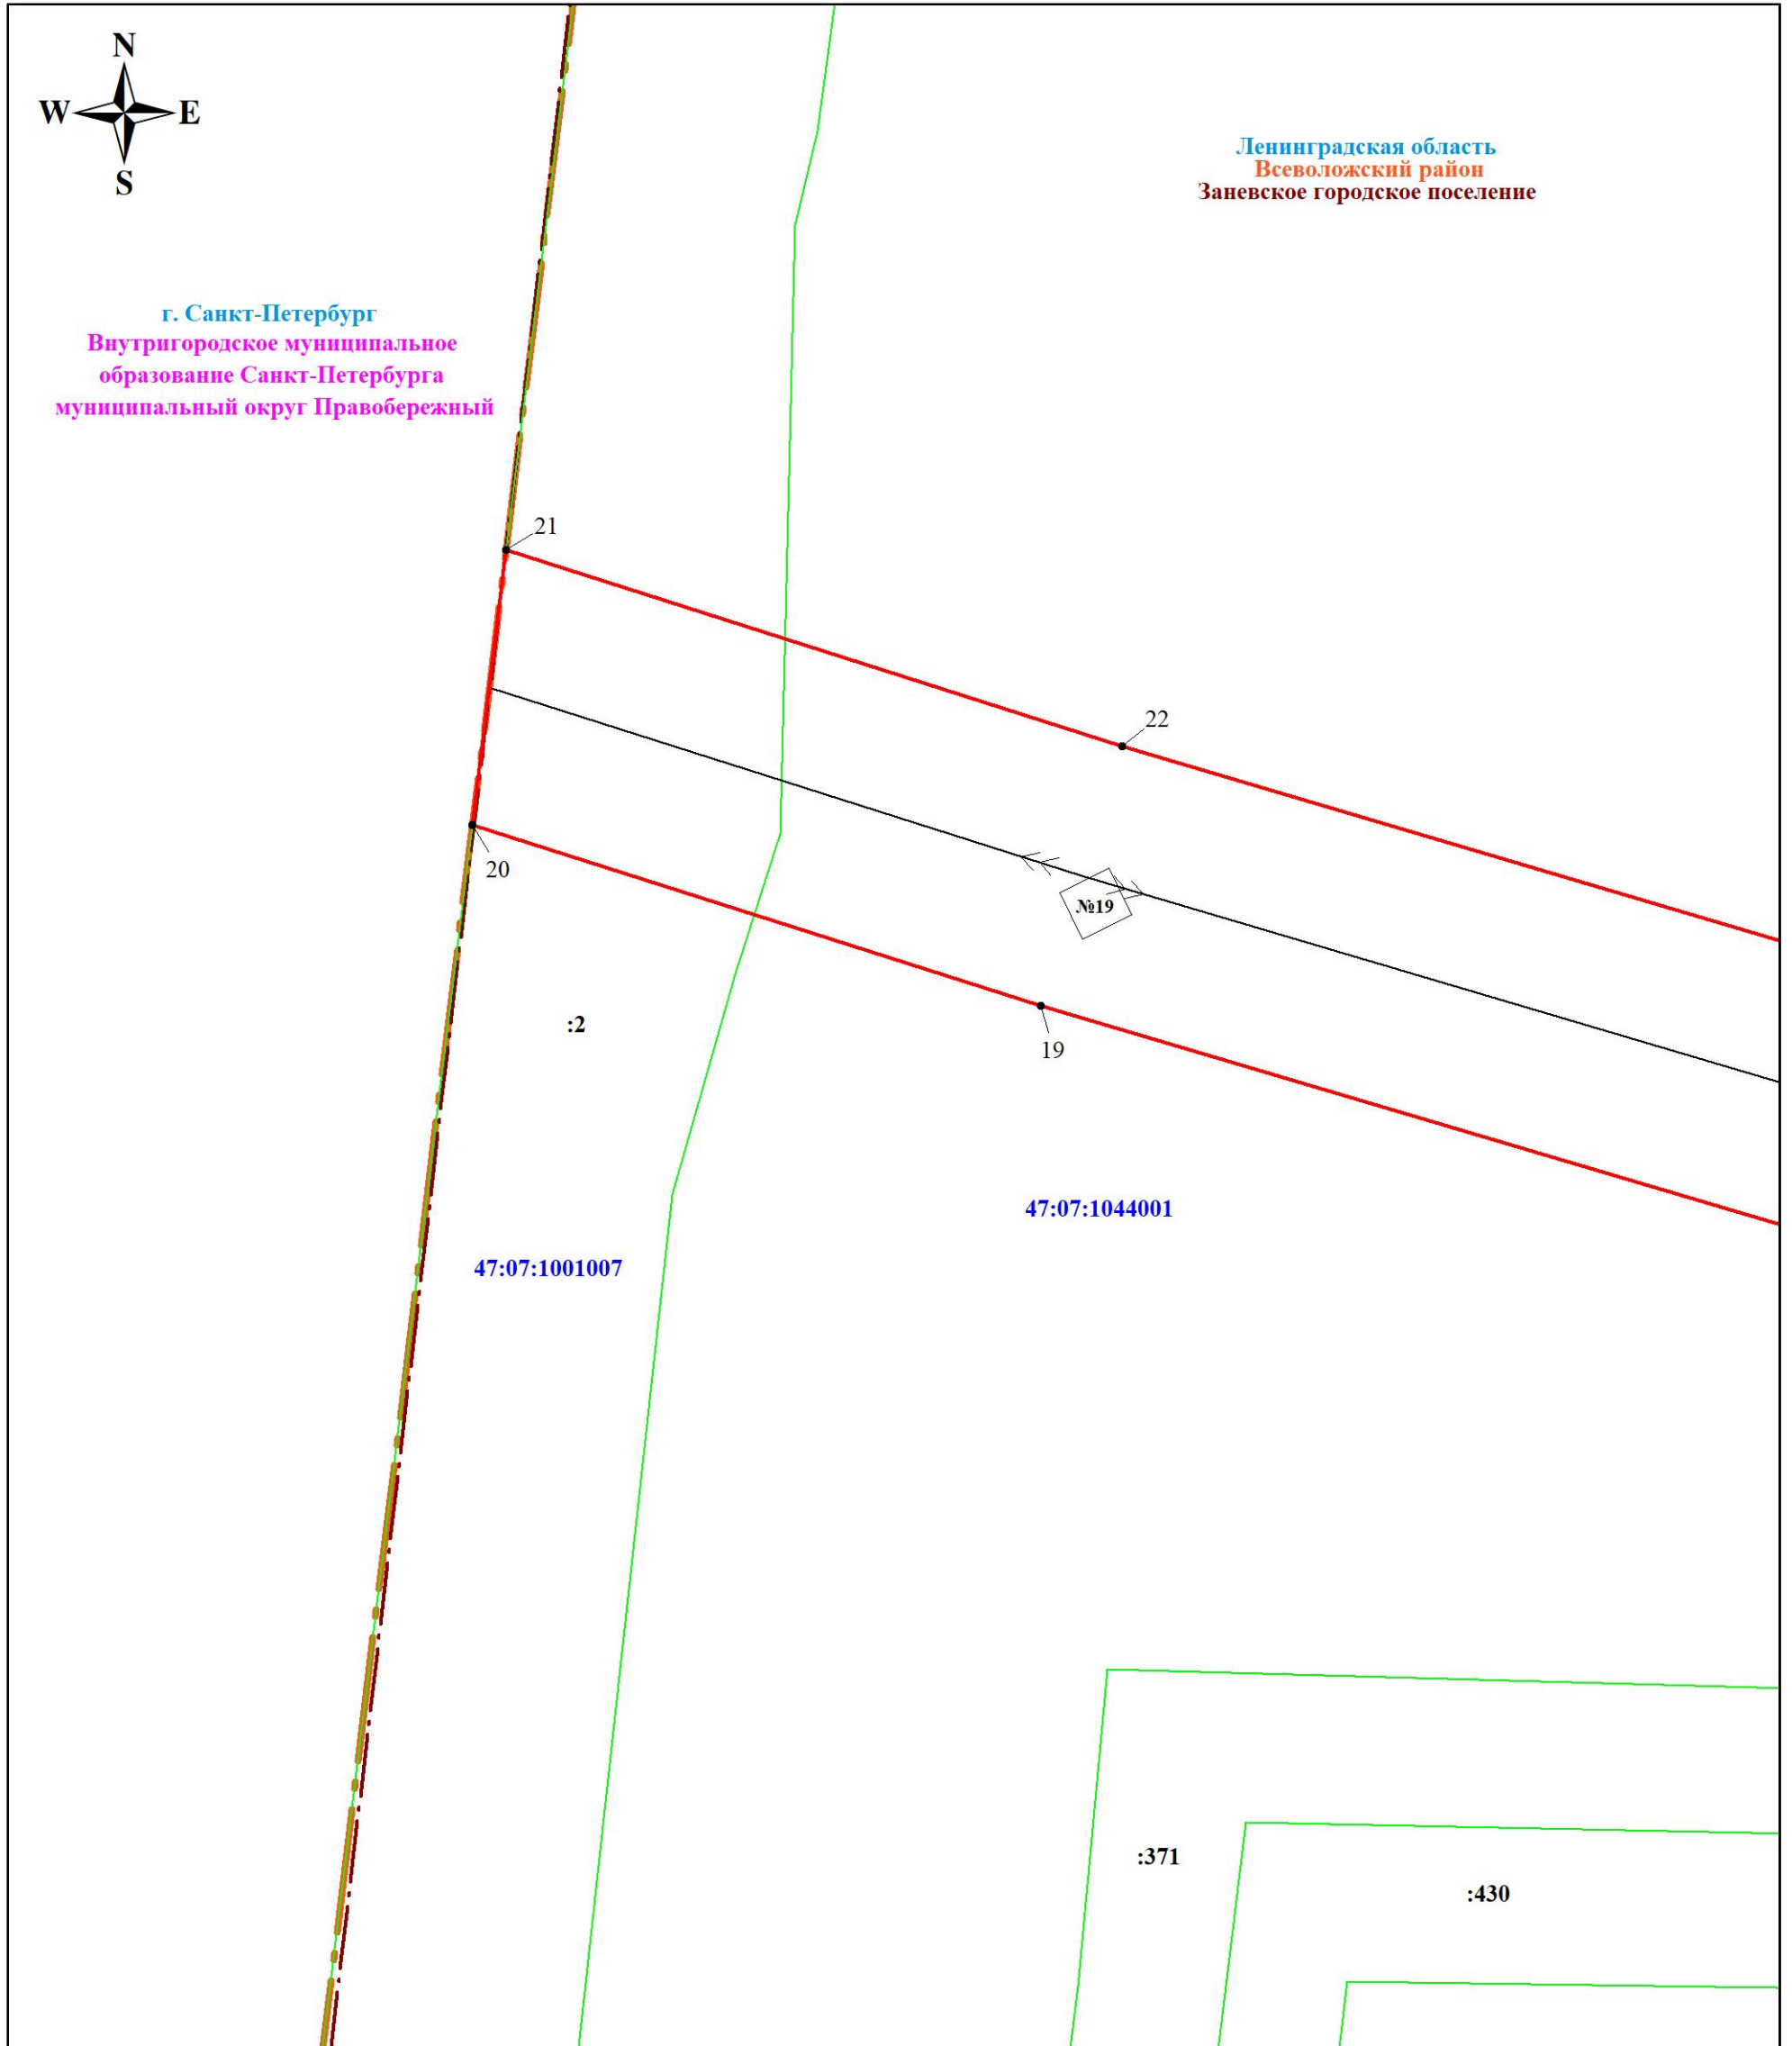 N
W E
S
Ленинградская область
Всеволожский район
Заневское городское поселение
г. Санкт-Петербург
Внутригородское муниципальное
образование Санкт-Петербурга
муниципальный округ Правобережный
21
22
20
№19
:2
19
47:07:1044001
47:07:1001007
:371
:430